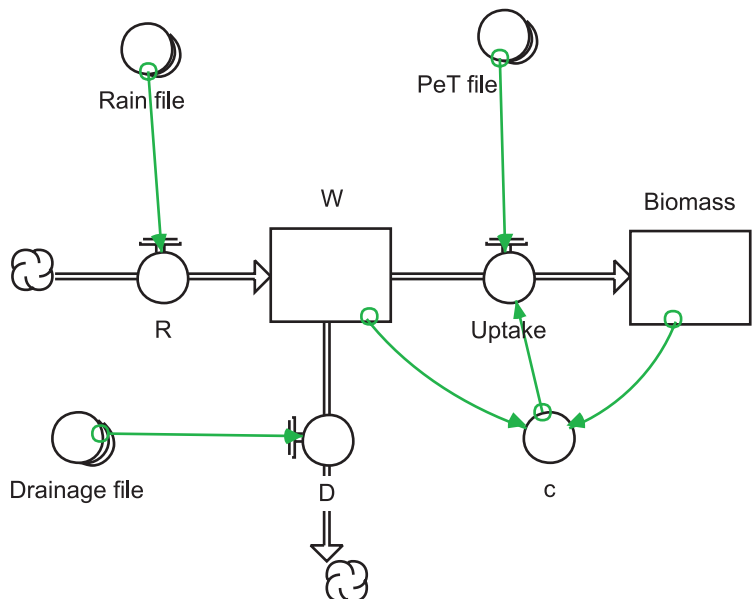 Rain file
PeT file
W
Biomass
R
Uptake
Drainage file
D
c